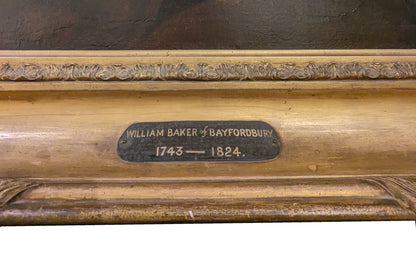 WILLIAM BAKER of BAYFORDBURY
1743 — 1824.